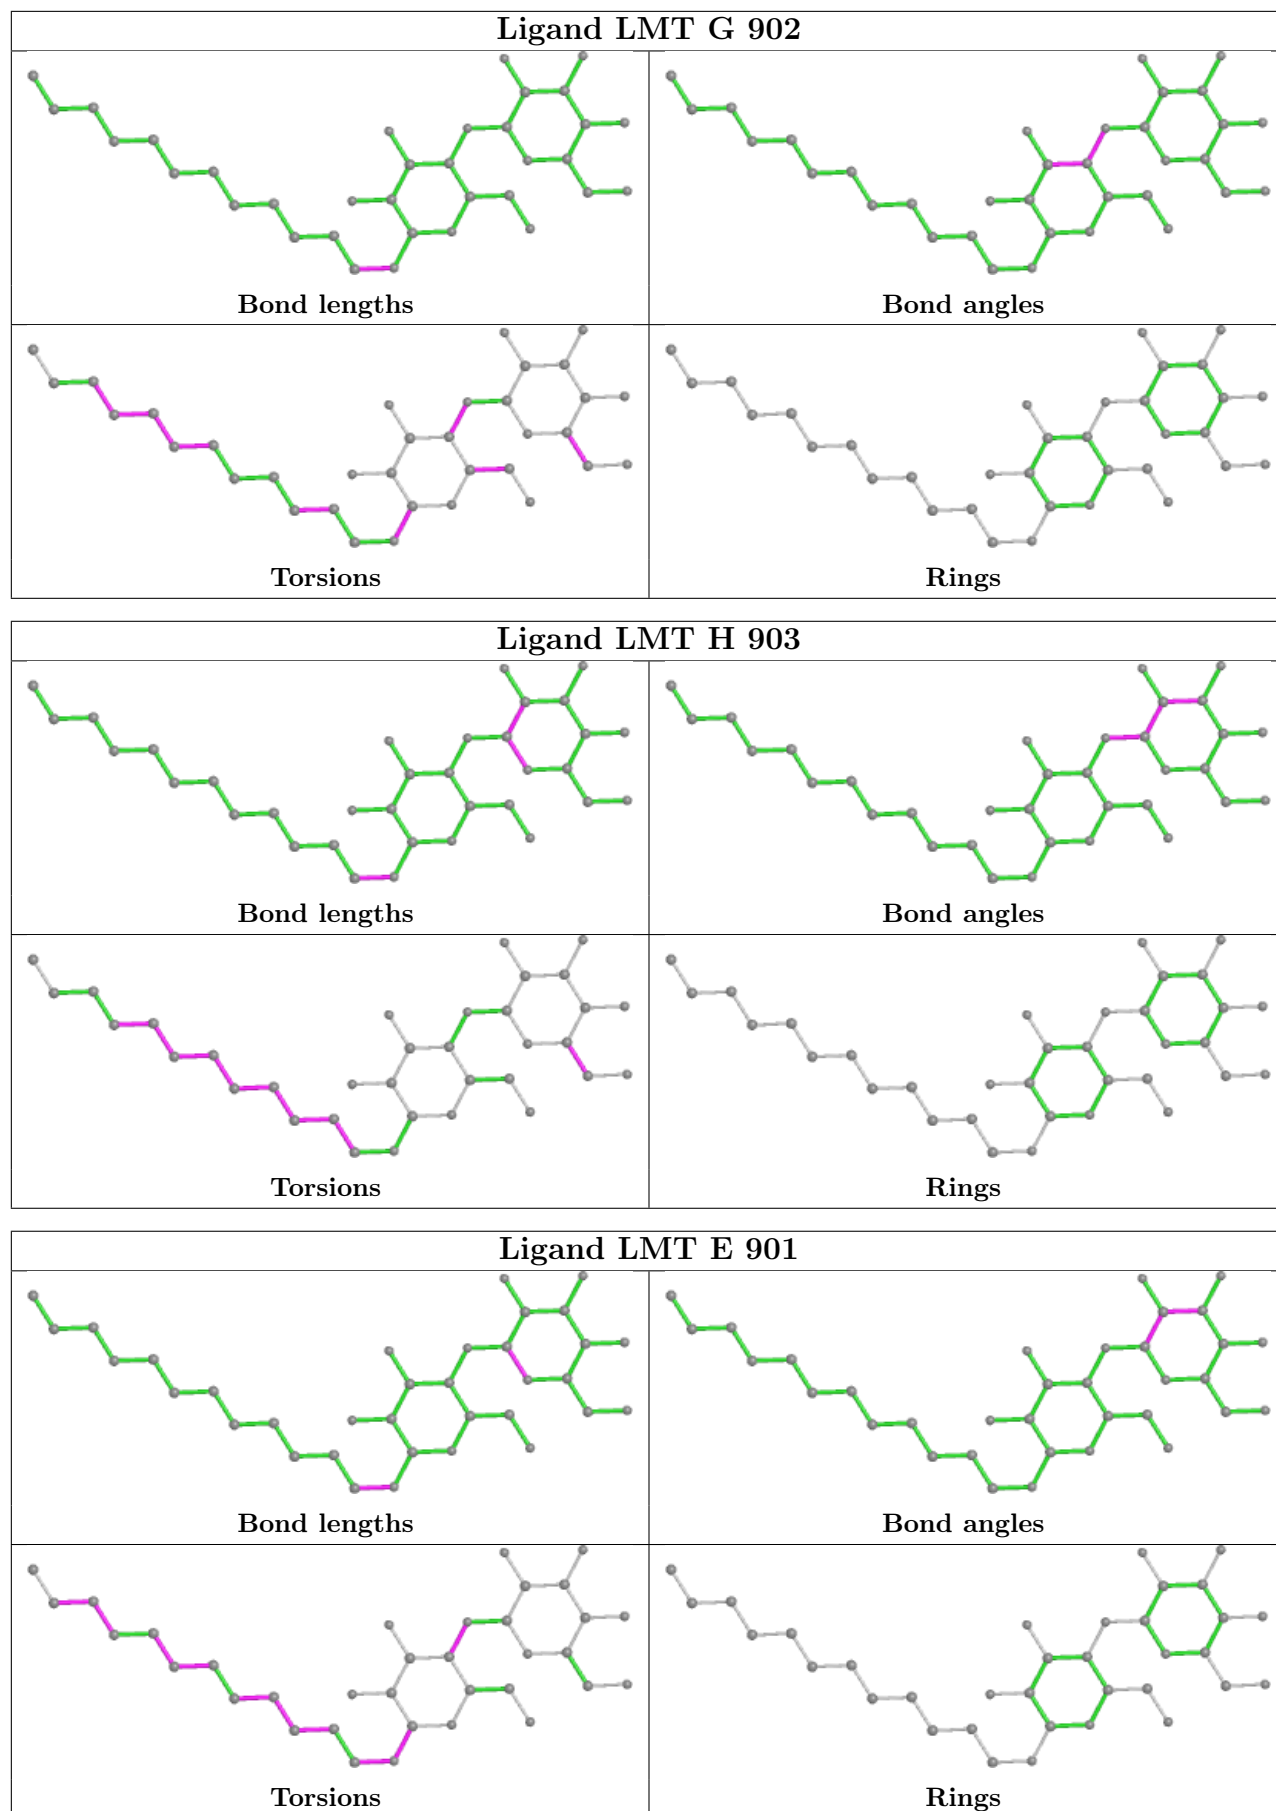 Ligand LMT G 902
Bond lengths
Bond angles
Torsions
Rings
Ligand LMT H 903
Bond lengths
Bond angles
Torsions
Rings
Ligand LMT E 901
Bond lengths
Bond angles
Torsions
Rings